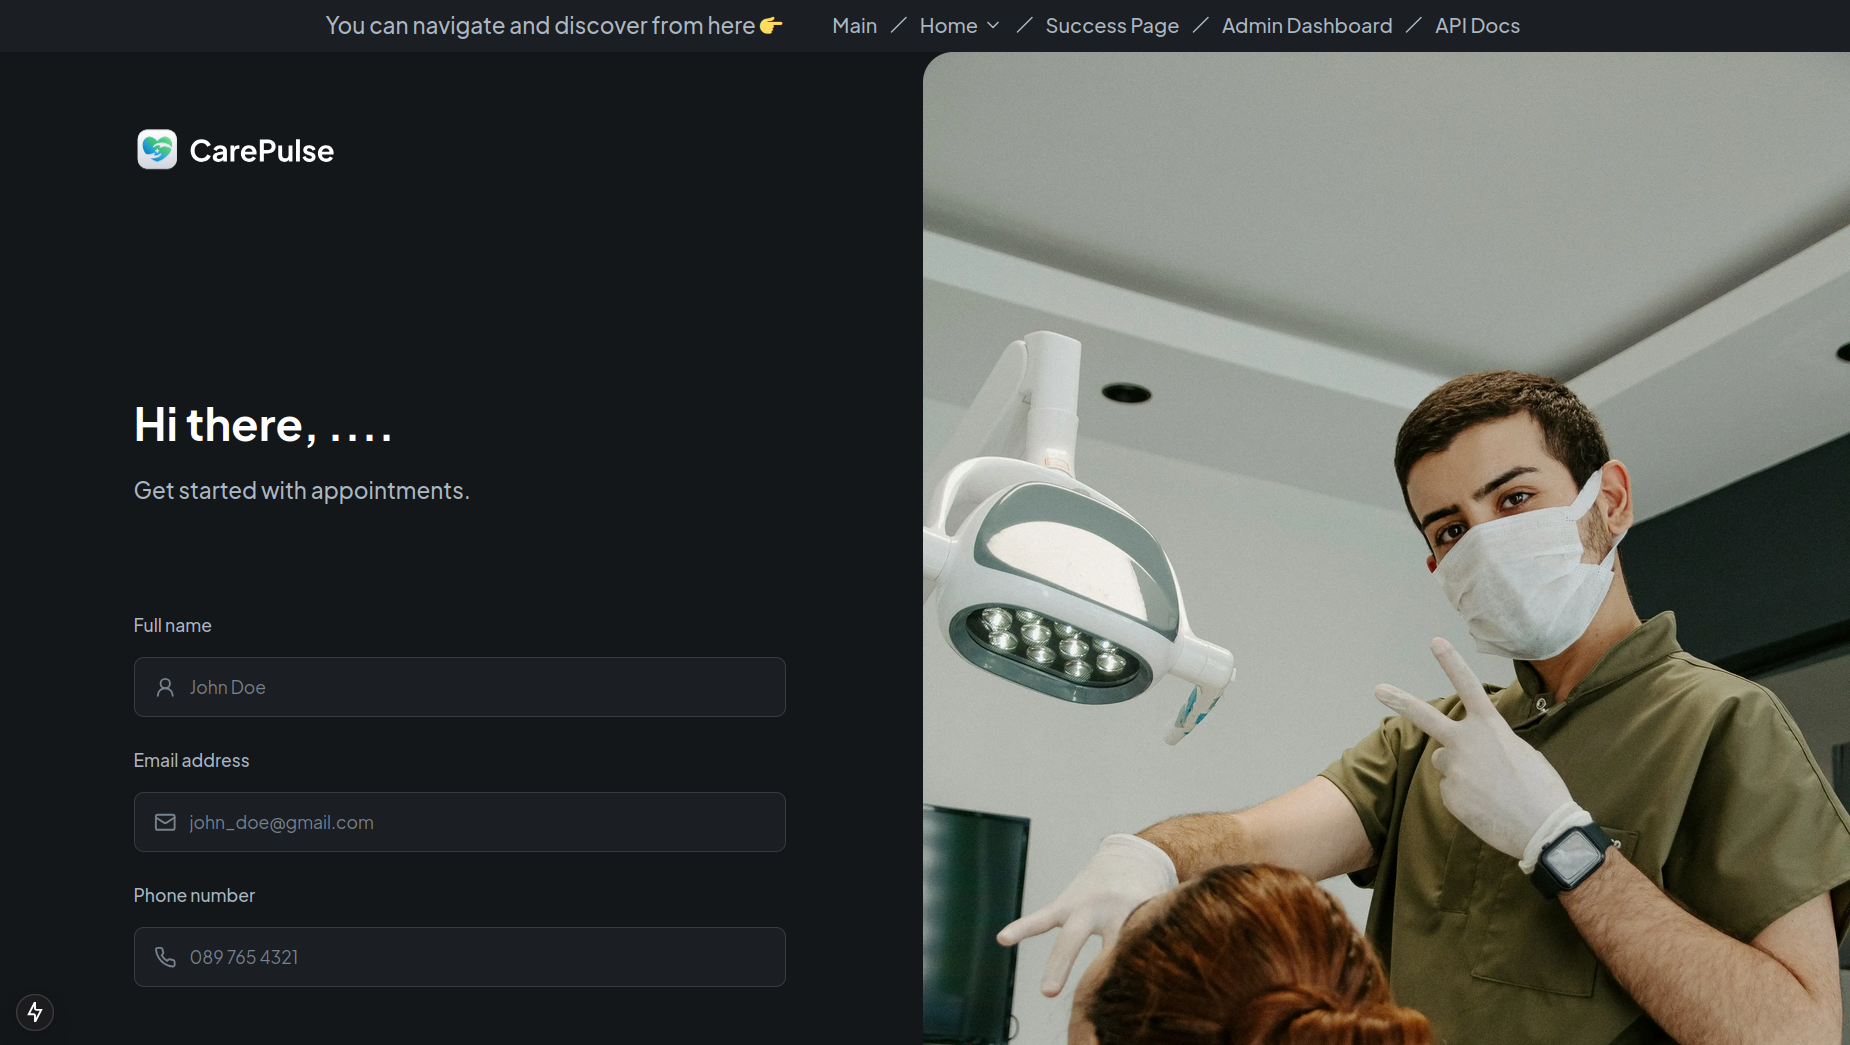 You can navigate and discover from here👉 Main / Home / Success Page / Admin Dashboard / API Docs
CarePulse
Hi there, ....
Get started with appointments.
Full name
John Doe
Email address
john_doe@gmail.com
Phone number
089 765 4321